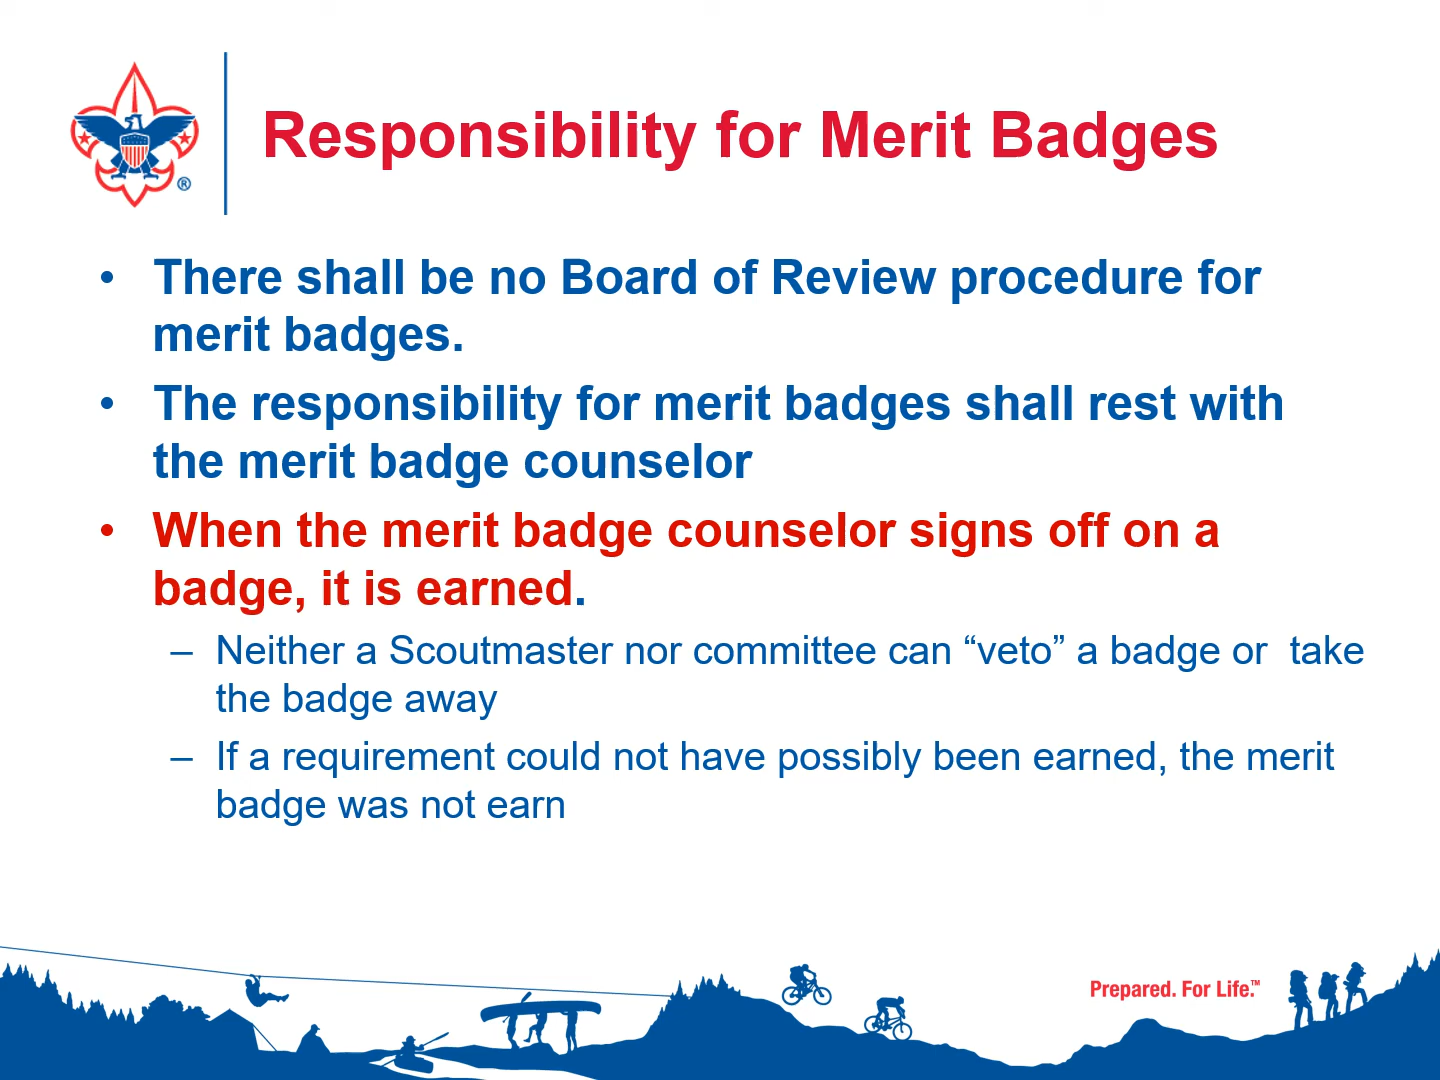 Responsibility for Merit Badges
• There shall be no Board of Review procedure for
merit badges.
• The responsibility for merit badges shall rest with
the merit badge counselor
• When the merit badge counselor signs off on a
badge, it is earned.
– Neither a Scoutmaster nor committee can “veto” a badge or  take
the badge away
– If a requirement could not have possibly been earned, the merit
badge was not earn
Prepared. For Life.™
®